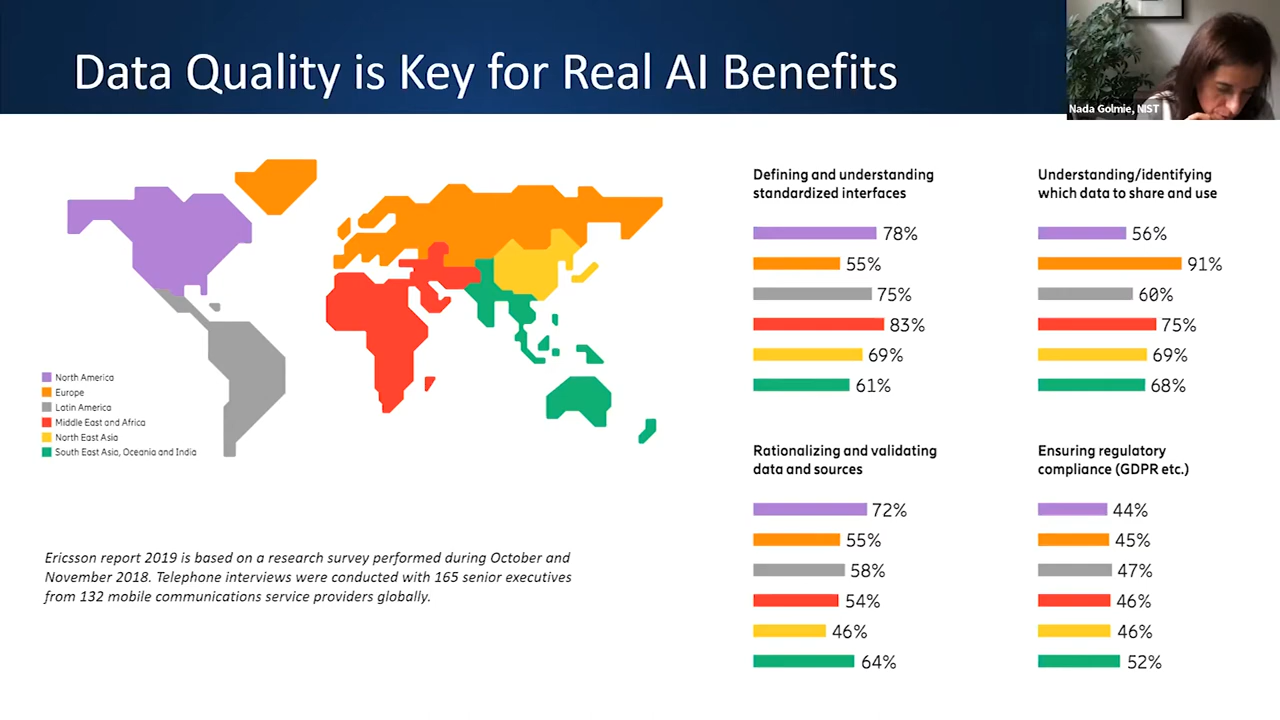 Data Quality is Key for Real AI Benefits
Nada Golmie, NIST
North America
Europe
Latin America
Middle East and Africa
North East Asia
South East Asia, Oceania and India
Ericsson report 2019 is based on a research survey performed during October and
November 2018. Telephone interviews were conducted with 165 senior executives
from 132 mobile communications service providers globally.
Defining and understanding
standardized interfaces
78%
55%
75%
83%
69%
61%
Understanding/identifying
which data to share and use
56%
91%
60%
75%
69%
68%
Rationalizing and validating
data and sources
72%
55%
58%
54%
46%
64%
Ensuring regulatory
compliance (GDPR etc.)
44%
45%
47%
46%
46%
52%